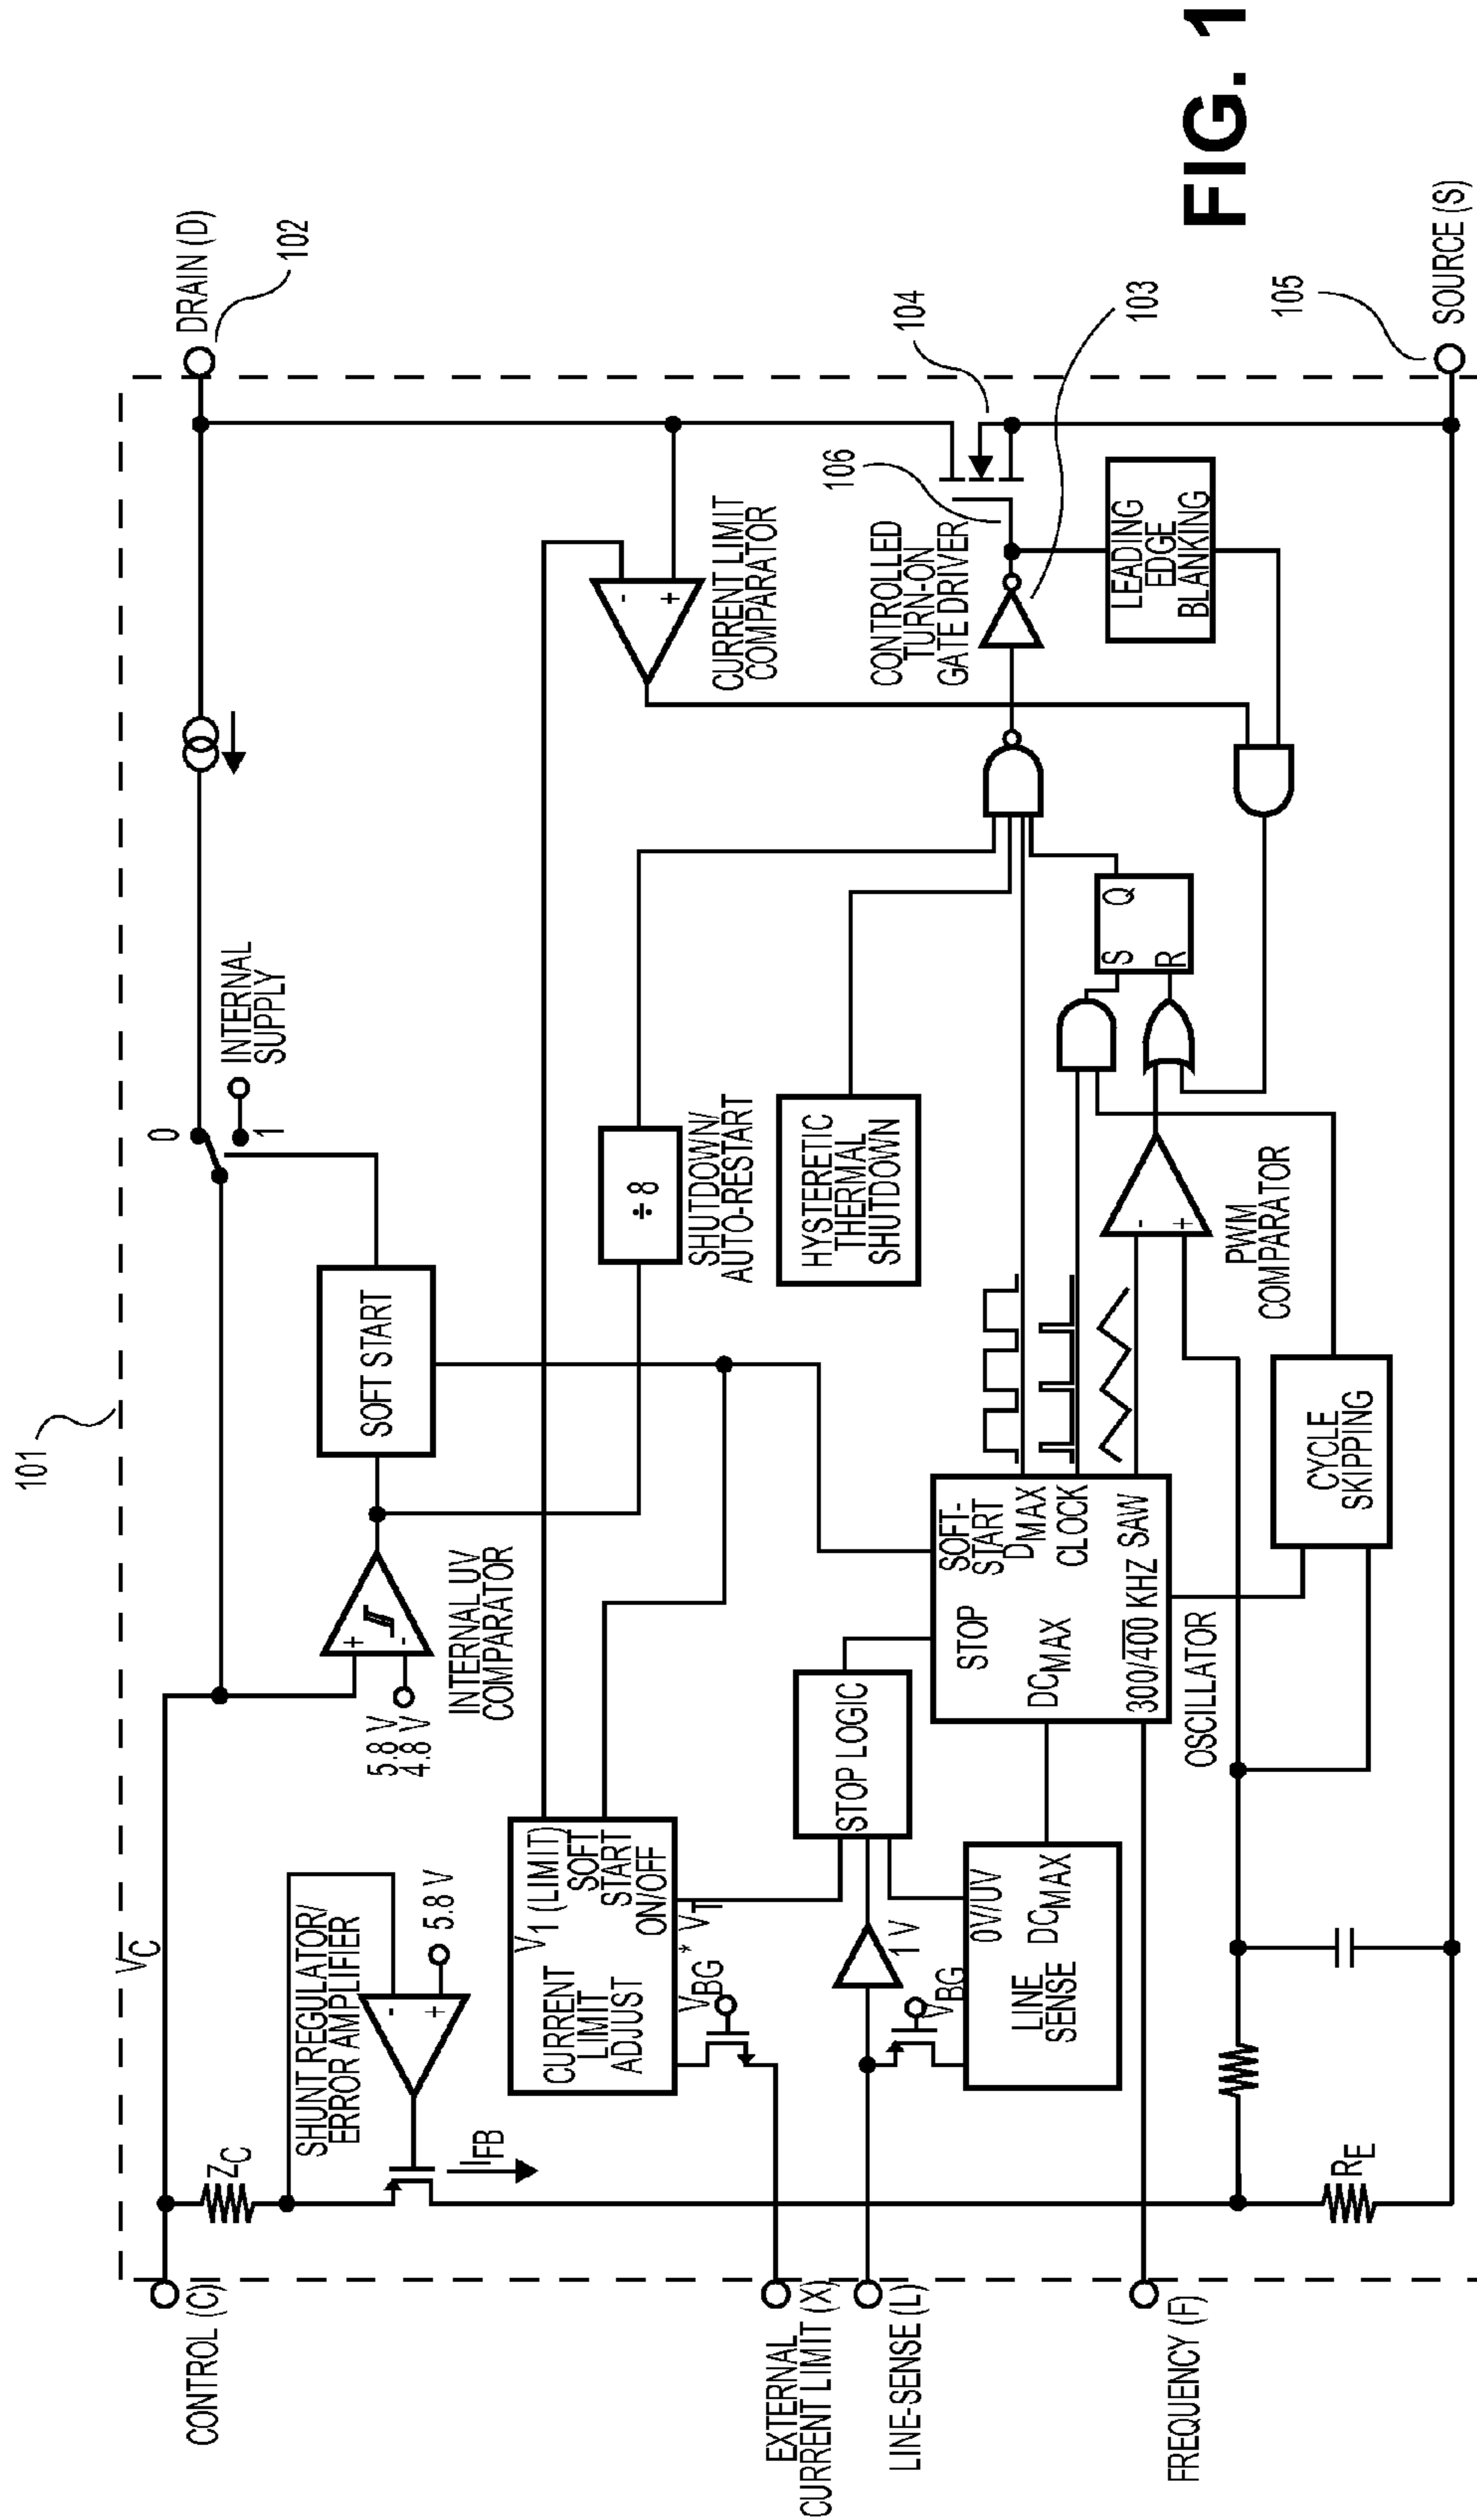 101
CONTROL (C)
VC
ZC
SHUNT REGULATOR/
ERROR AMPLIFIER
-
+
5.8 V
IFB
5.8 V
4.8 V
+
-
INTERNAL UV
COMPARATOR
SOFT START
0
1
INTERNAL
SUPPLY
DRAIN (D)
102
÷ 8
SHUTDOWN/
AUTO-RESTART
V1 (LIMIT)
CURRENT
LIMIT
ADJUST
SOFT
START
ON/OFF
VBG * VT
-
+
CURRENT LIMIT
COMPARATOR
HYSTERETIC
THERMAL
SHUTDOWN
CONTROLLED
TURN-ON
GATE DRIVER
106
104
103
EXTERNAL
CURRENT LIMIT (X)
LINE-SENSE (L)
STOP LOGIC
1 V
VBG
OV/UV
DCMAX
LINE
SENSE
SOFT-
START
STOP
DMAX
DCMAX
CLOCK
SAW
300/400 KHZ
OSCILLATOR
S
Q
R
-
+
PWM
COMPARATOR
LEADING
EDGE
BLANKING
FREQUENCY (F)
CYCLE
SKIPPING
RE
105
SOURCE (S)
FIG. 1